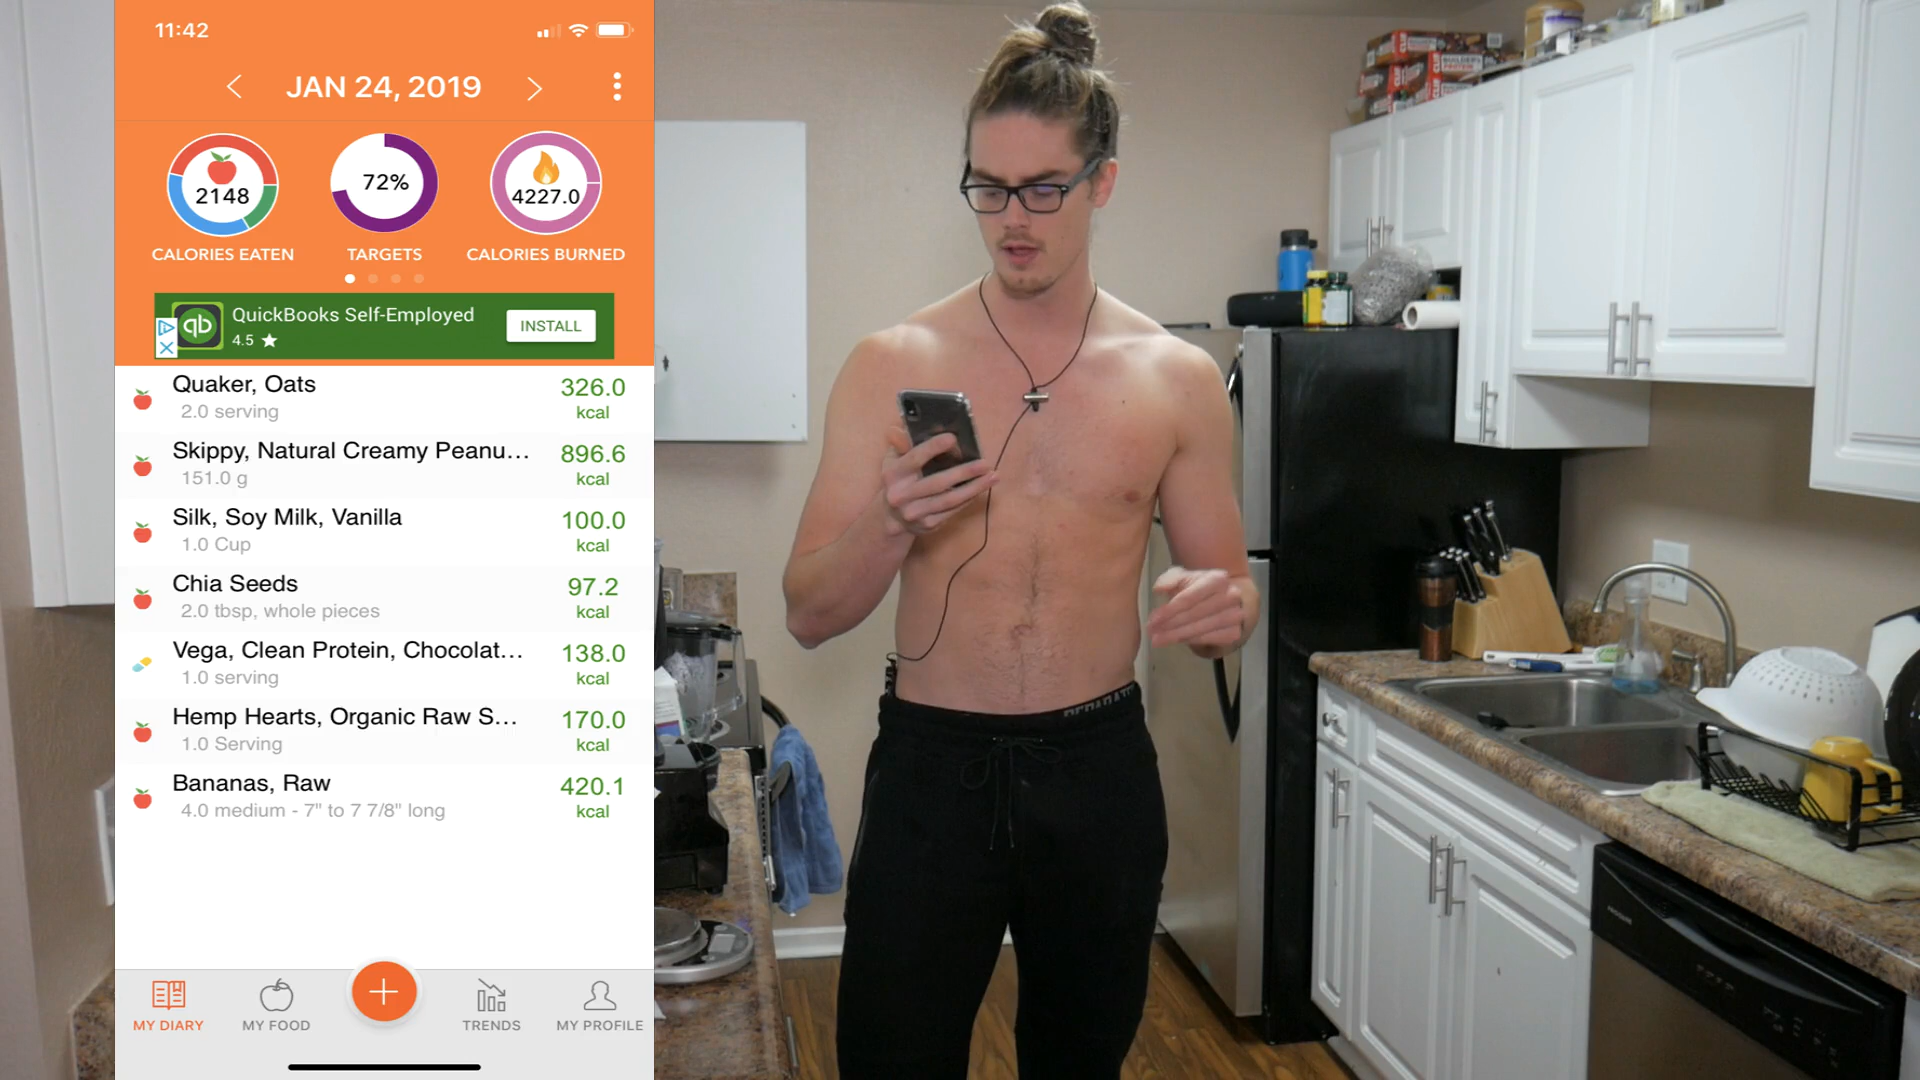 11:42
JAN 24, 2019
2148
72%
4227.0
CALORIES EATEN
TARGETS
CALORIES BURNED
qb
QuickBooks Self-Employed
4.5
INSTALL
Quaker, Oats
326.0
2.0 serving
kcal
Skippy, Natural Creamy Peanu...
896.6
151.0 g
kcal
Silk, Soy Milk, Vanilla
100.0
1.0 Cup
kcal
Chia Seeds
97.2
2.0 tbsp, whole pieces
kcal
Vega, Clean Protein, Chocolat...
138.0
1.0 serving
kcal
Hemp Hearts, Organic Raw S...
170.0
1.0 Serving
kcal
Bananas, Raw
420.1
4.0 medium - 7" to 7 7/8" long
kcal
MY DIARY
MY FOOD
TRENDS
MY PROFILE
CLIF
BUILDER'S
PROTEIN